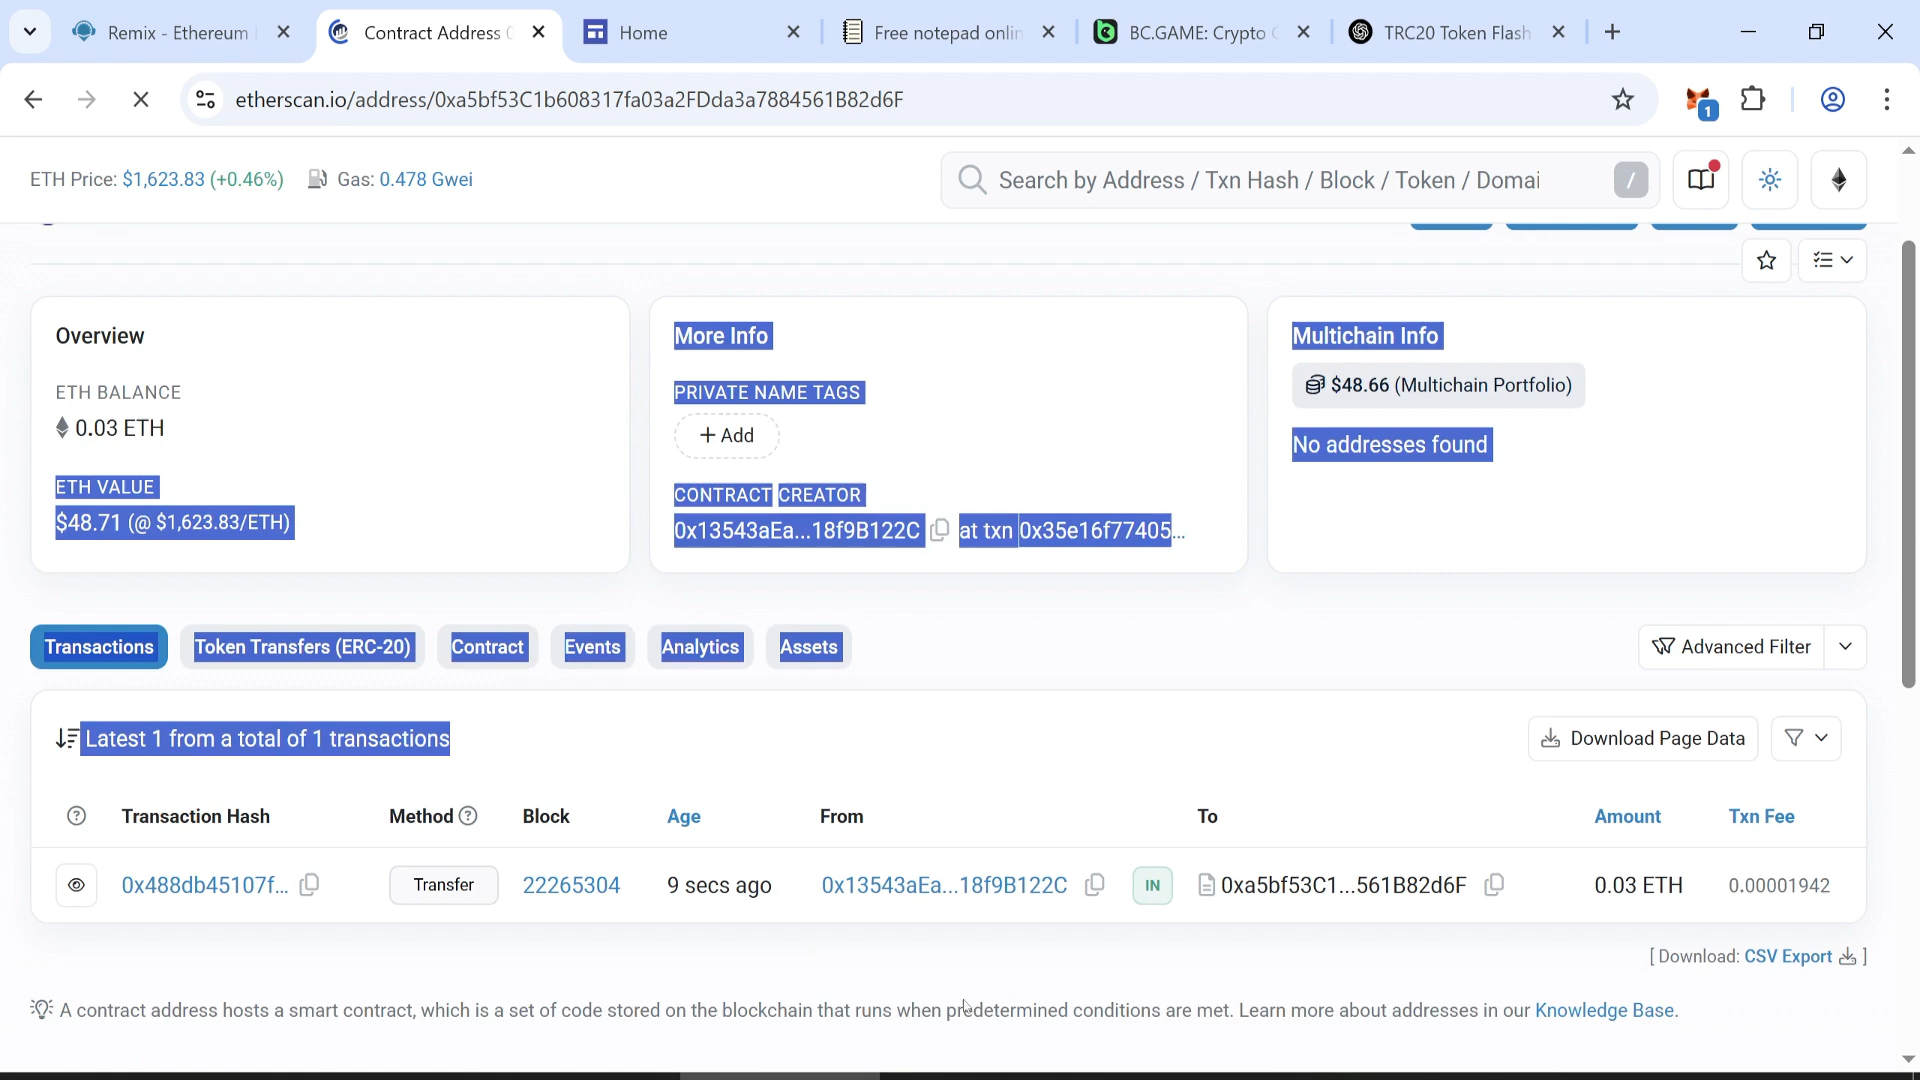 Remix - Ethereum
Contract Address
Home
Free notepad onlin
BC.GAME: Crypto
TRC20 Token Flash
etherscan.io/address/0xa5bf53C1b608317fa03a2FDda3a7884561B82d6F
1
ETH Price: $1,623.83 (+0.46%) Gas: 0.478 Gwei
Search by Address / Txn Hash / Block / Token / Domai
/
Overview
ETH BALANCE
0.03 ETH
ETH VALUE
$48.71 (@ $1,623.83/ETH)
More Info
PRIVATE NAME TAGS
+ Add
CONTRACT CREATOR
0x13543aEa...18f9B122C at txn 0x35e16f77405...
Multichain Info
$48.66 (Multichain Portfolio)
No addresses found
Transactions Token Transfers (ERC-20) Contract Events Analytics Assets
Advanced Filter
Latest 1 from a total of 1 transactions
Download Page Data
? Transaction Hash Method ? Block Age From To Amount Txn Fee
0x488db45107f... Transfer 22265304 9 secs ago 0x13543aEa...18f9B122C IN 0xa5bf53C1...561B82d6F 0.03 ETH 0.00001942
[ Download: CSV Export ]
A contract address hosts a smart contract, which is a set of code stored on the blockchain that runs when predetermined conditions are met. Learn more about addresses in our Knowledge Base.